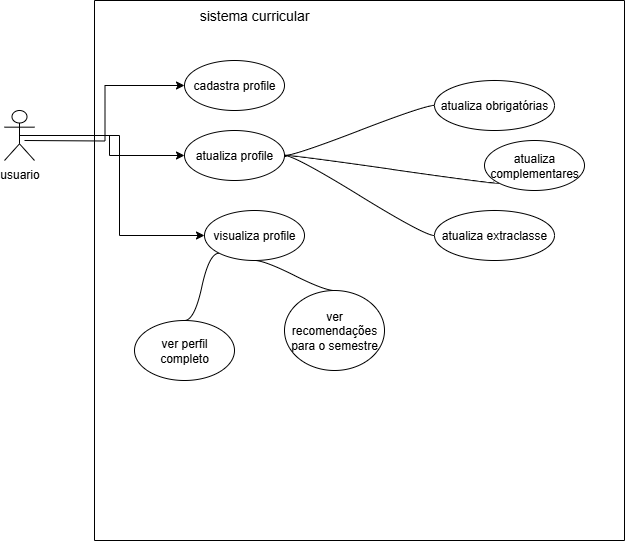 sistema curricular
cadastra profile
atualiza obrigatórias
atualiza profile
atualiza
complementares
usuario
visualiza profile
atualiza extraclasse
ver perfil
completo
ver
recomendações
para o semestre